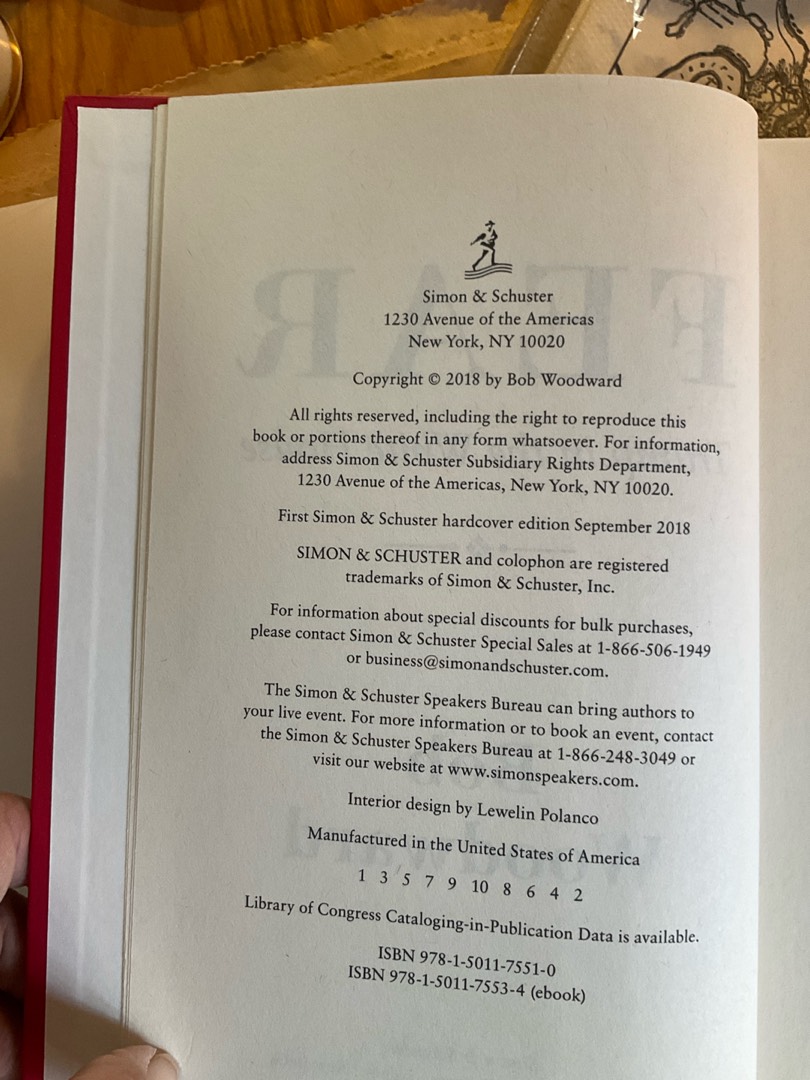 Simon & Schuster
1230 Avenue of the Americas
New York, NY 10020
Copyright © 2018 by Bob Woodward
All rights reserved, including the right to reproduce this
book or portions thereof in any form whatsoever. For information,
address Simon & Schuster Subsidiary Rights Department,
1230 Avenue of the Americas, New York, NY 10020.
First Simon & Schuster hardcover edition September 2018
SIMON & SCHUSTER and colophon are registered
trademarks of Simon & Schuster, Inc.
For information about special discounts for bulk purchases,
please contact Simon & Schuster Special Sales at 1-866-506-1949
or business@simonandschuster.com.
The Simon & Schuster Speakers Bureau can bring authors to
your live event. For more information or to book an event, contact
the Simon & Schuster Speakers Bureau at 1-866-248-3049 or
visit our website at www.simonspeakers.com.
Interior design by Lewelin Polanco
Manufactured in the United States of America
1 3 5 7 9 10 8 6 4 2
Library of Congress Cataloging-in-Publication Data is available.
ISBN 978-1-5011-7551-0
ISBN 978-1-5011-7553-4 (ebook)